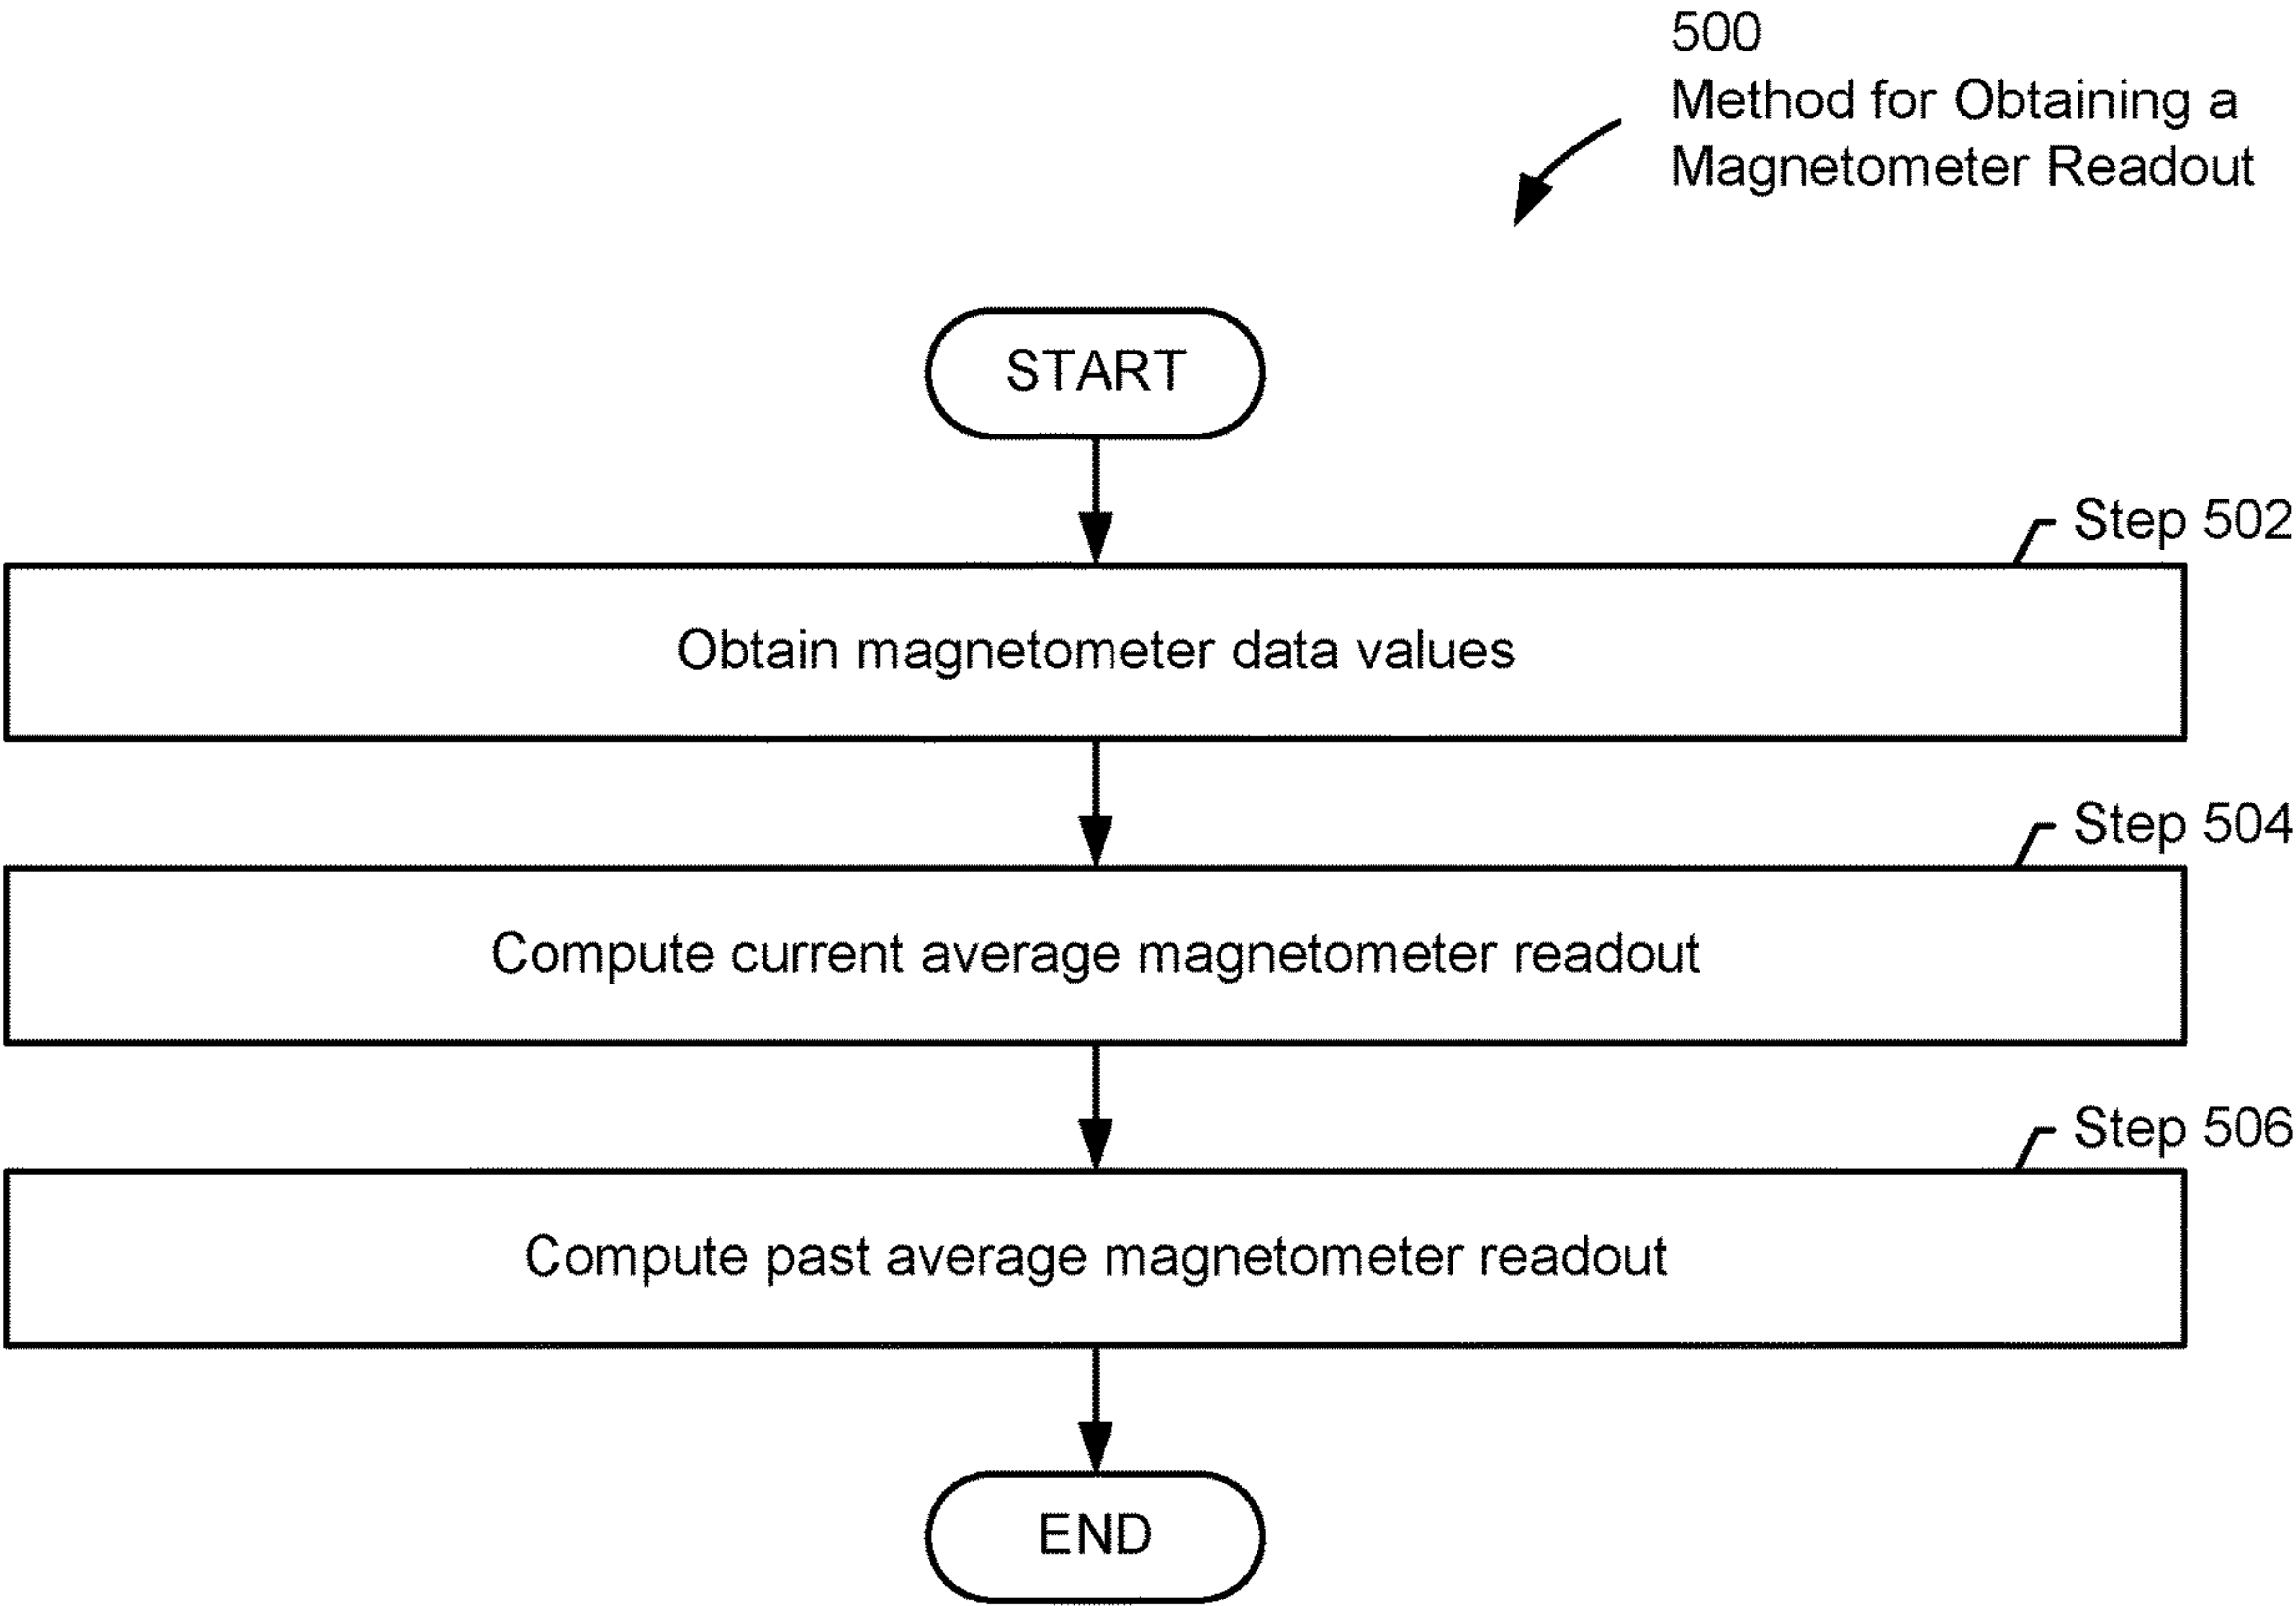 500
Method for Obtaining a
Magnetometer Readout
START
Step 502
Obtain magnetometer data values
Step 504
Compute current average magnetometer readout
Step 506
Compute past average magnetometer readout
END